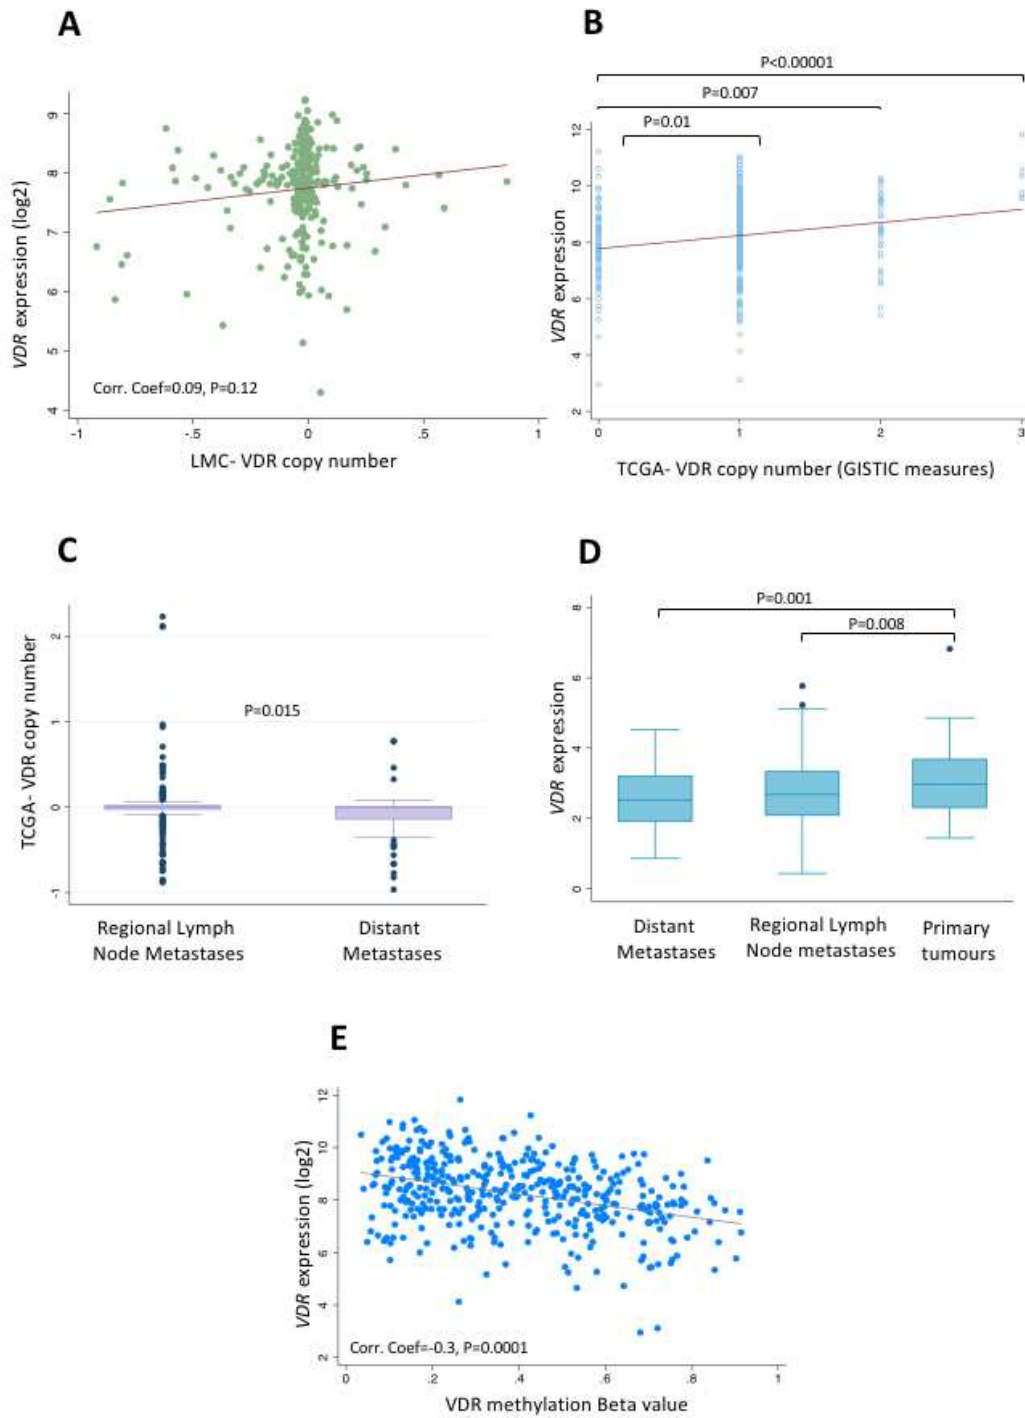 A
VDR expression (log2)
9
8
7
6
5
4
Corr. Coef=0.09, P=0.12
-1
-.5
0
.5
1
LMC- VDR copy number
B
P<0.00001
P=0.007
P=0.01
VDR expression
12
10
8
6
4
2
0
1
2
3
TCGA- VDR copy number (GISTIC measures)
C
TCGA- VDR copy number
2
1
0
-1
P=0.015
Regional Lymph
Node Metastases
Distant
Metastases
D
P=0.001
P=0.008
VDR expression
8
6
4
2
0
Distant
Metastases
Regional Lymph
Node metastases
Primary
tumours
E
VDR expression (log2)
12
10
8
6
4
2
Corr. Coef=-0.3, P=0.0001
0
.2
.4
.6
.8
1
VDR methylation Beta value